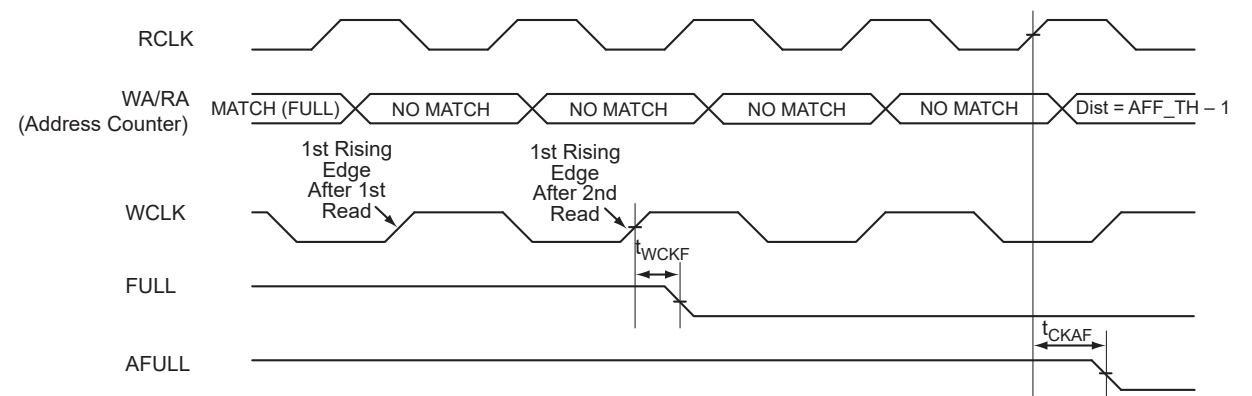 RCLK
WA/RA
(Address Counter)
MATCH (FULL)
NO MATCH
NO MATCH
NO MATCH
NO MATCH
Dist = AFF_TH – 1
1st Rising
Edge
After 1st
Read
1st Rising
Edge
After 2nd
Read
WCLK
tWCKF
FULL
tCKAF
AFULL